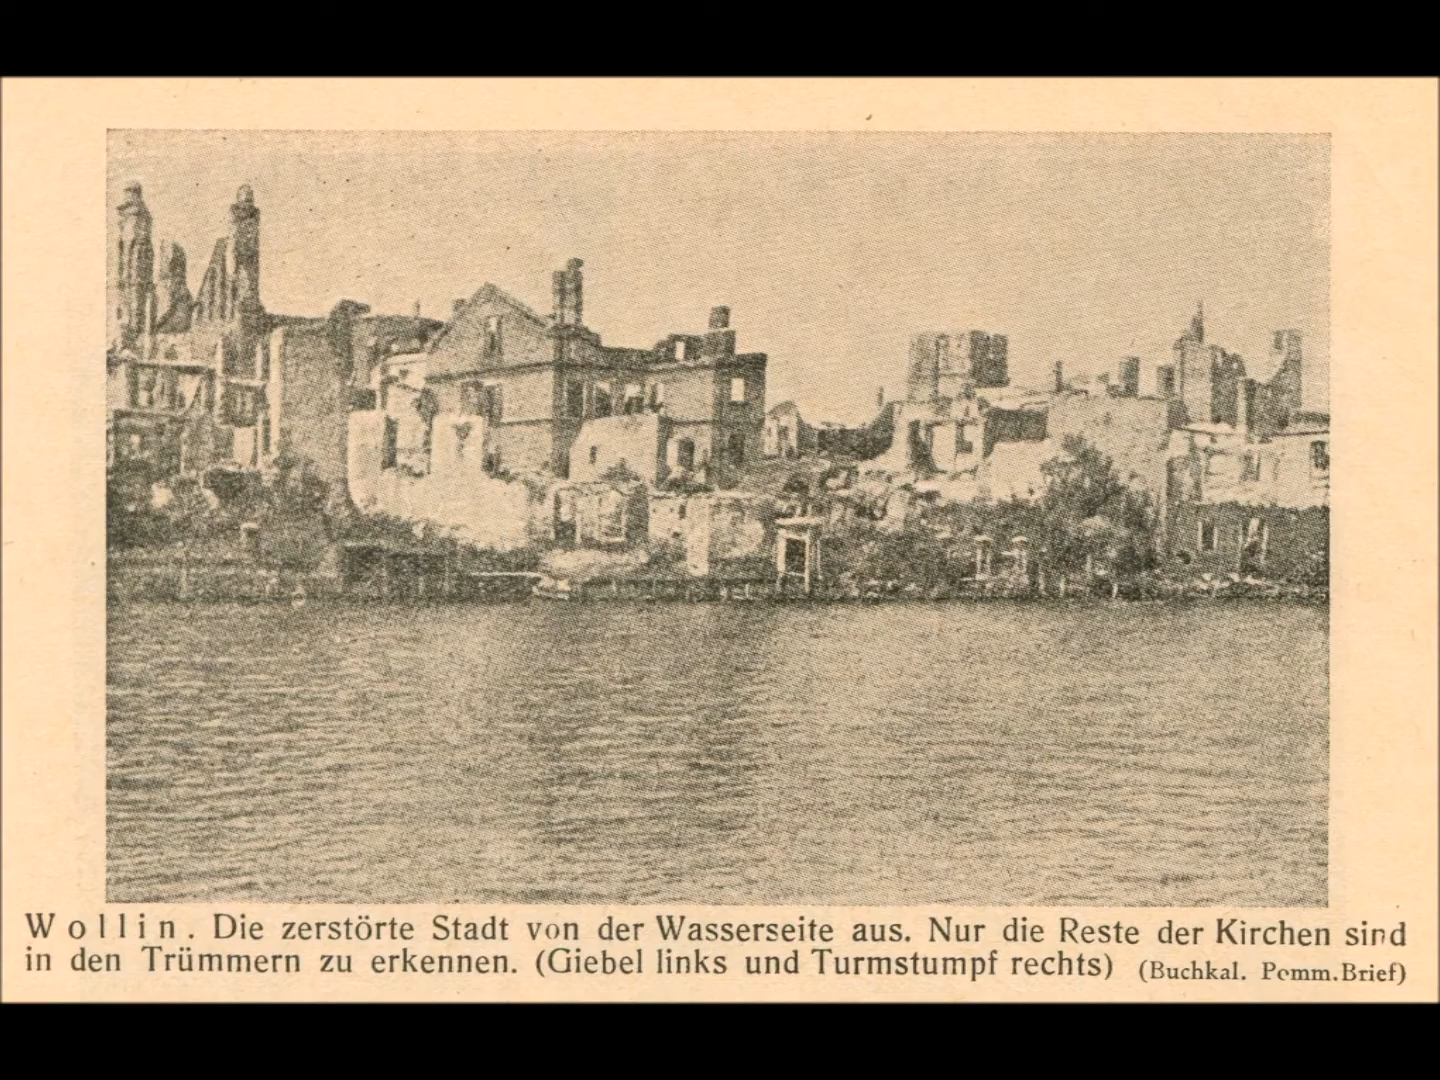 Wollin. Die zerstörte Stadt von der Wasserseite aus. Nur die Reste der Kirchen sind
in den Trümmern zu erkennen. (Giebel links und Turmstumpf rechts) (Buchkal. Pomm.Brief)